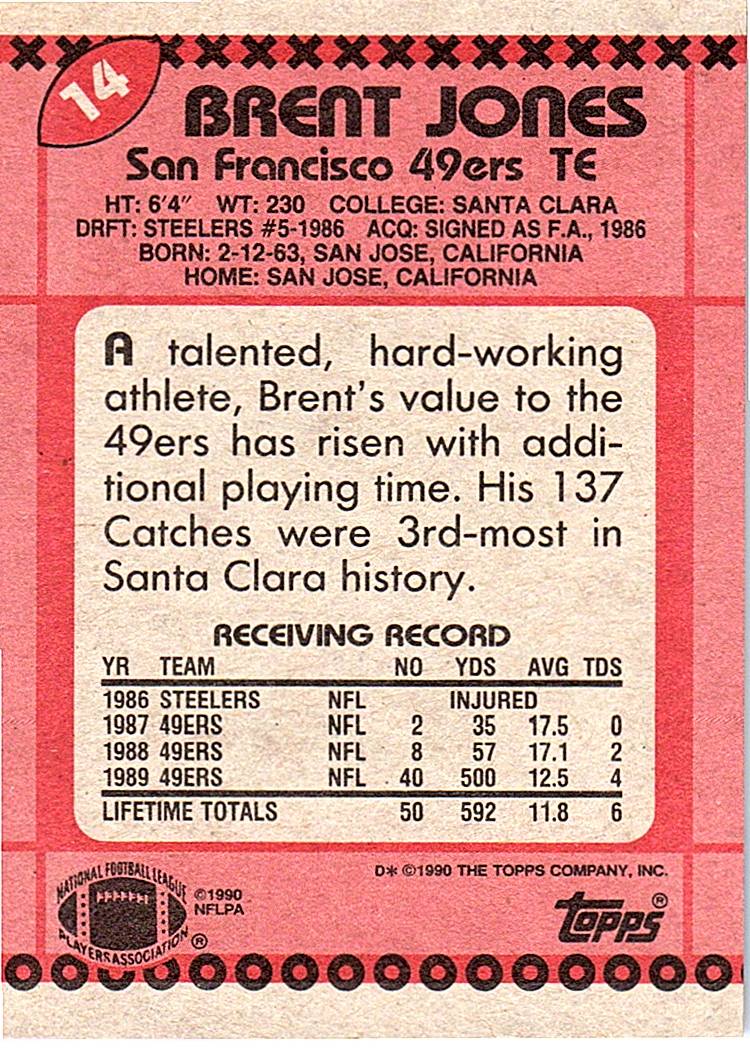 14
BRENT JONES
San Francisco 49ers TE
HT: 6'4" WT: 230 COLLEGE: SANTA CLARA
DRFT: STEELERS #5-1986 ACQ: SIGNED AS F.A., 1986
BORN: 2-12-63, SAN JOSE, CALIFORNIA
HOME: SAN JOSE, CALIFORNIA
A talented, hard-working
athlete, Brent's value to the
49ers has risen with addi-
tional playing time. His 137
Catches were 3rd-most in
Santa Clara history.
RECEIVING RECORD
YR TEAM NO YDS AVG TDS
1986 STEELERS NFL INJURED
1987 49ERS NFL 2 35 17.5 0
1988 49ERS NFL 8 57 17.1 2
1989 49ERS NFL 40 500 12.5 4
LIFETIME TOTALS 50 592 11.8 6
D* ©1990 THE TOPPS COMPANY, INC.
NATIONAL FOOTBALL LEAGUE
PLAYERS ASSOCIATION ®
©1990
NFLPA
topps®